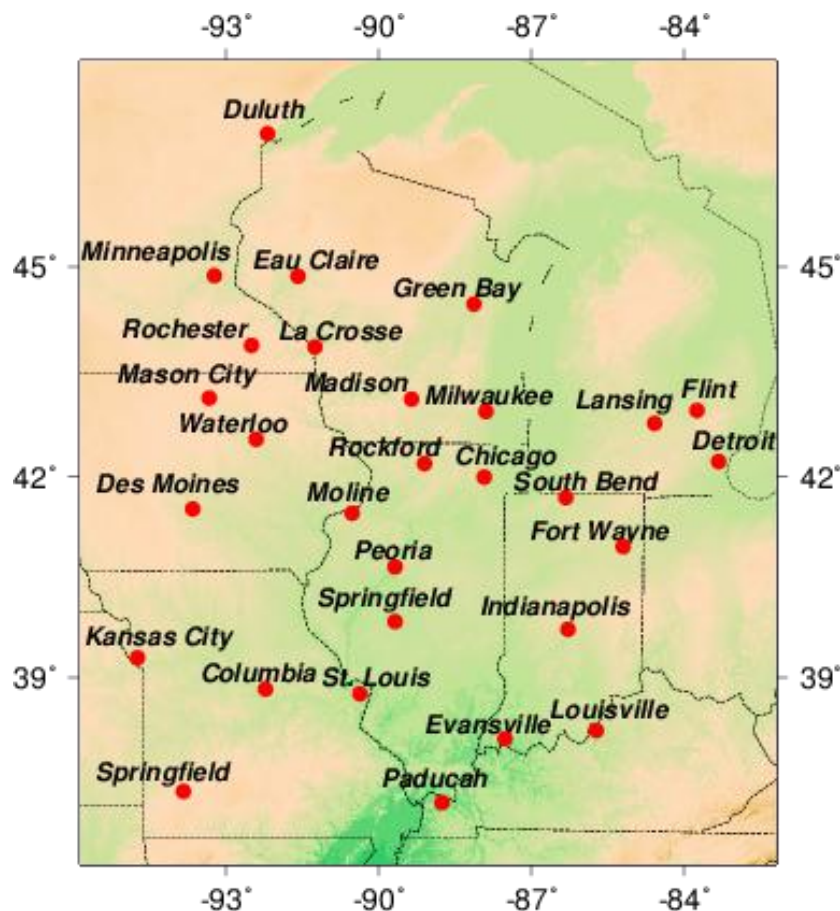 -93° -90° -87° -84°
Duluth
Minneapolis
Eau Claire
45° 45°
Green Bay
Rochester
La Crosse
Mason City
Madison
Milwaukee
Lansing
Flint
Waterloo
Rockford
Chicago
Detroit
42° 42°
Des Moines
Moline
South Bend
Fort Wayne
Peoria
Springfield
Indianapolis
Kansas City
Columbia
St. Louis
39° 39°
Evansville
Louisville
Springfield
Paducah
-93° -90° -87° -84°